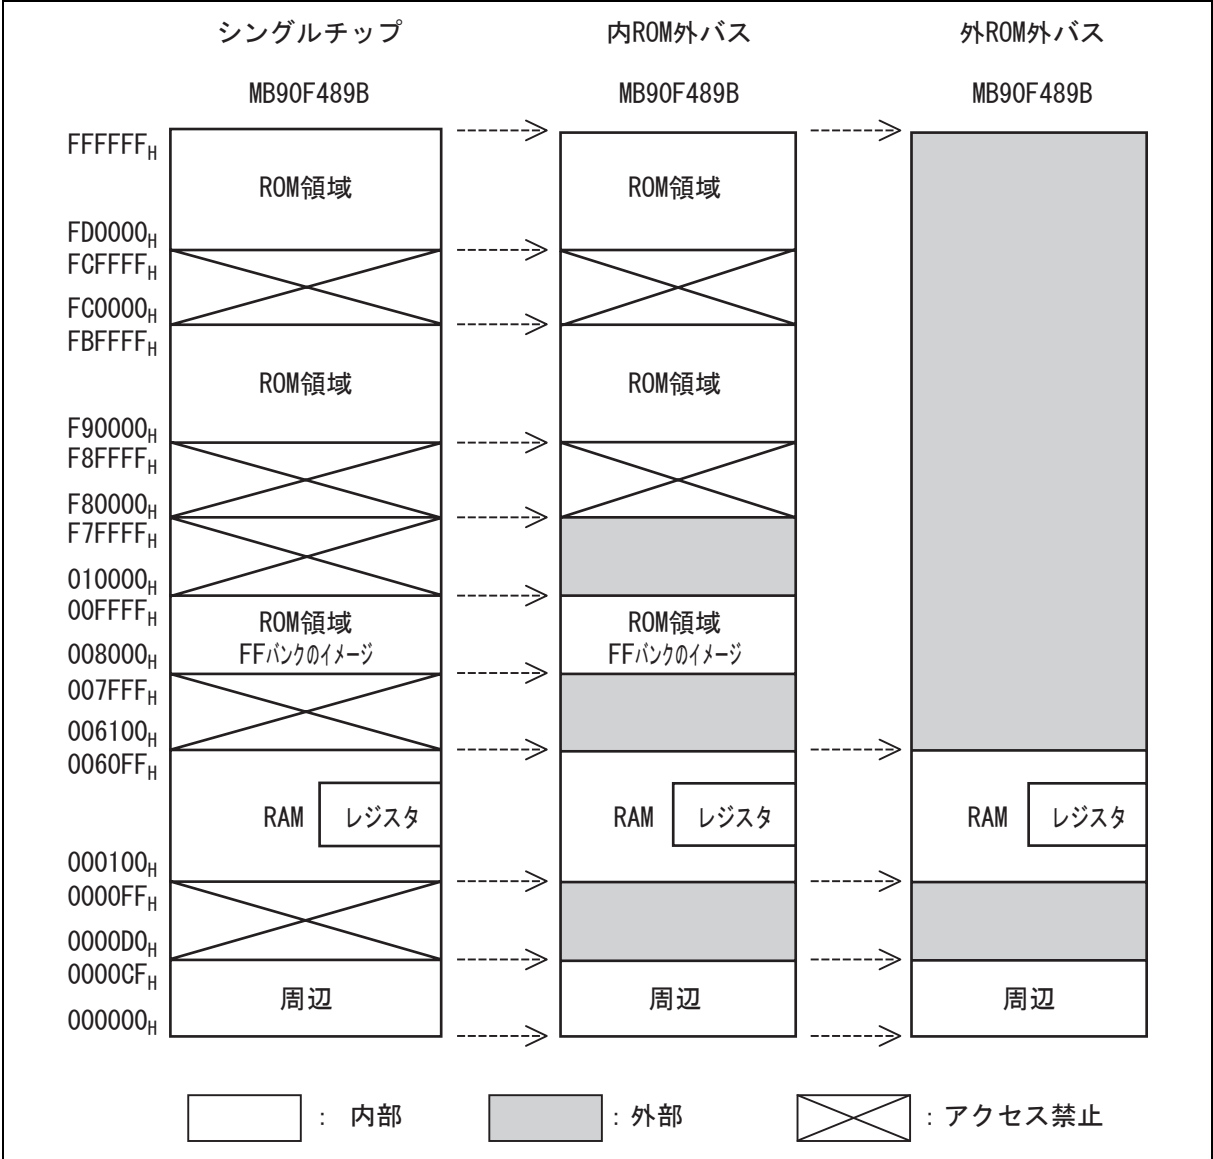 シングルチップ 内ROM外バス 外ROM外バス
MB90F489B MB90F489B MB90F489B
FFFFFFH
ROM領域 ROM領域
FD0000H
FCFFFFH
FC0000H
FBFFFFH
ROM領域 ROM領域
F90000H
F8FFFFH
F80000H
F7FFFFH
010000H
00FFFFH
ROM領域 ROM領域
FFバンクのイメージ FFバンクのイメージ
008000H
007FFFH
006100H
0060FFH
RAM レジスタ RAM レジスタ RAM レジスタ
000100H
0000FFH
0000D0H
0000CFH
周辺 周辺 周辺
000000H
: 内部 : 外部 : アクセス禁止